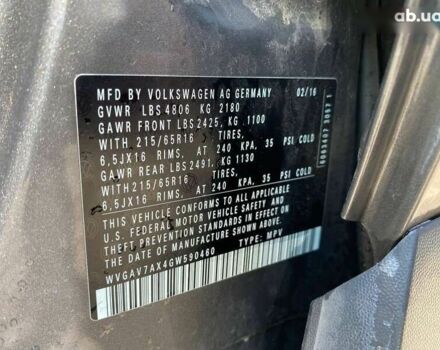 ab.ua
MFD BY VOLKSWAGEN AG GERMANY 02/16
GVWR LBS 4806 KG 2180
GAWR FRONT LBS 2425, KG 1100
WITH 215/65R16 TIRES,
6,5JX16 RIMS, AT 240 KPA, 35 PSI COLD
GAWR REAR LBS 2491, KG 1130
WITH 215/65R16 TIRES,
6,5JX16 RIMS, AT 240 KPA, 35 PSI COLD
THIS VEHICLE CONFORMS TO ALL APPLICABLE
U.S. FEDERAL MOTOR VEHICLE SAFETY AND
THEFT PREVENTION STANDARDS IN EFFECT ON
THE DATE OF MANUFACTURE SHOWN ABOVE.
WVGAV7AX4GW590460 TYPE: MPV